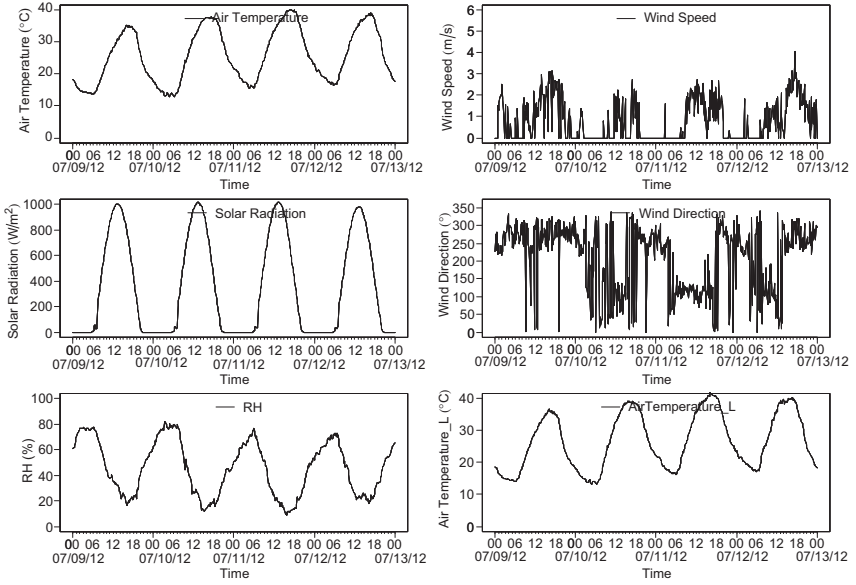 Air Temperature
Air Temperature (°C)
40
30
20
10
0
00 06 12 18 00 06 12 18 00 06 12 18 00 06 12 18 00
07/09/12 07/10/12 07/11/12 07/12/12 07/13/12
Time
Wind Speed
Wind Speed (m/s)
6
5
4
3
2
1
0
00 06 12 18 00 06 12 18 00 06 12 18 00 06 12 18 00
07/09/12 07/10/12 07/11/12 07/12/12 07/13/12
Time
Solar Radiation
Solar Radiation (W/m²)
1000
800
600
400
200
0
00 06 12 18 00 06 12 18 00 06 12 18 00 06 12 18 00
07/09/12 07/10/12 07/11/12 07/12/12 07/13/12
Time
Wind Direction
Wind Direction (°)
350
300
250
200
150
100
50
0
00 06 12 18 00 06 12 18 00 06 12 18 00 06 12 18 00
07/09/12 07/10/12 07/11/12 07/12/12 07/13/12
Time
RH
RH (%)
100
80
60
40
20
0
00 06 12 18 00 06 12 18 00 06 12 18 00 06 12 18 00
07/09/12 07/10/12 07/11/12 07/12/12 07/13/12
Time
AirTemperature_L
Air Temperature_L (°C)
40
30
20
10
0
00 06 12 18 00 06 12 18 00 06 12 18 00 06 12 18 00
07/09/12 07/10/12 07/11/12 07/12/12 07/13/12
Time